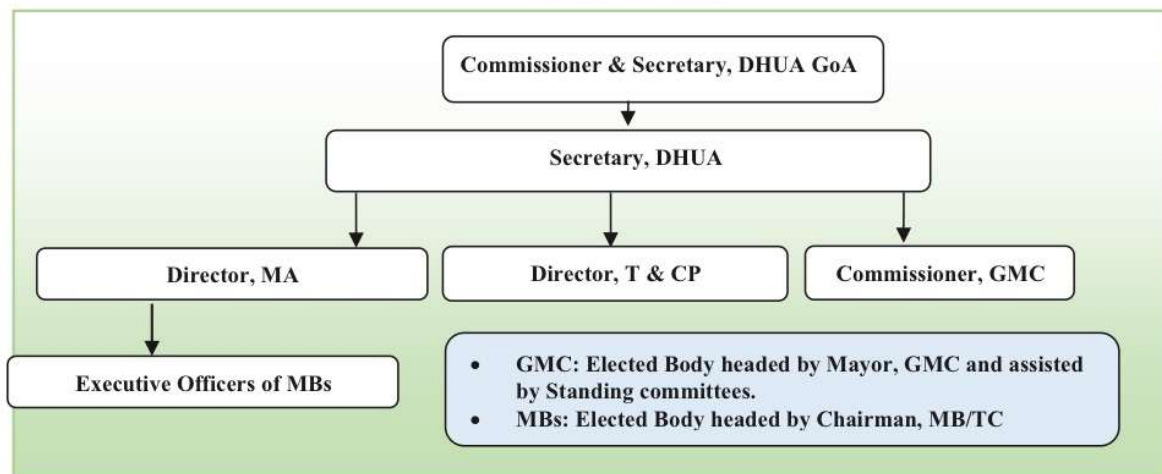 Commissioner & Secretary, DHUA GoA
Secretary, DHUA
Director, MA
Director, T & CP
Commissioner, GMC
Executive Officers of MBs
• GMC: Elected Body headed by Mayor, GMC and assisted
by Standing committees.
• MBs: Elected Body headed by Chairman, MB/TC